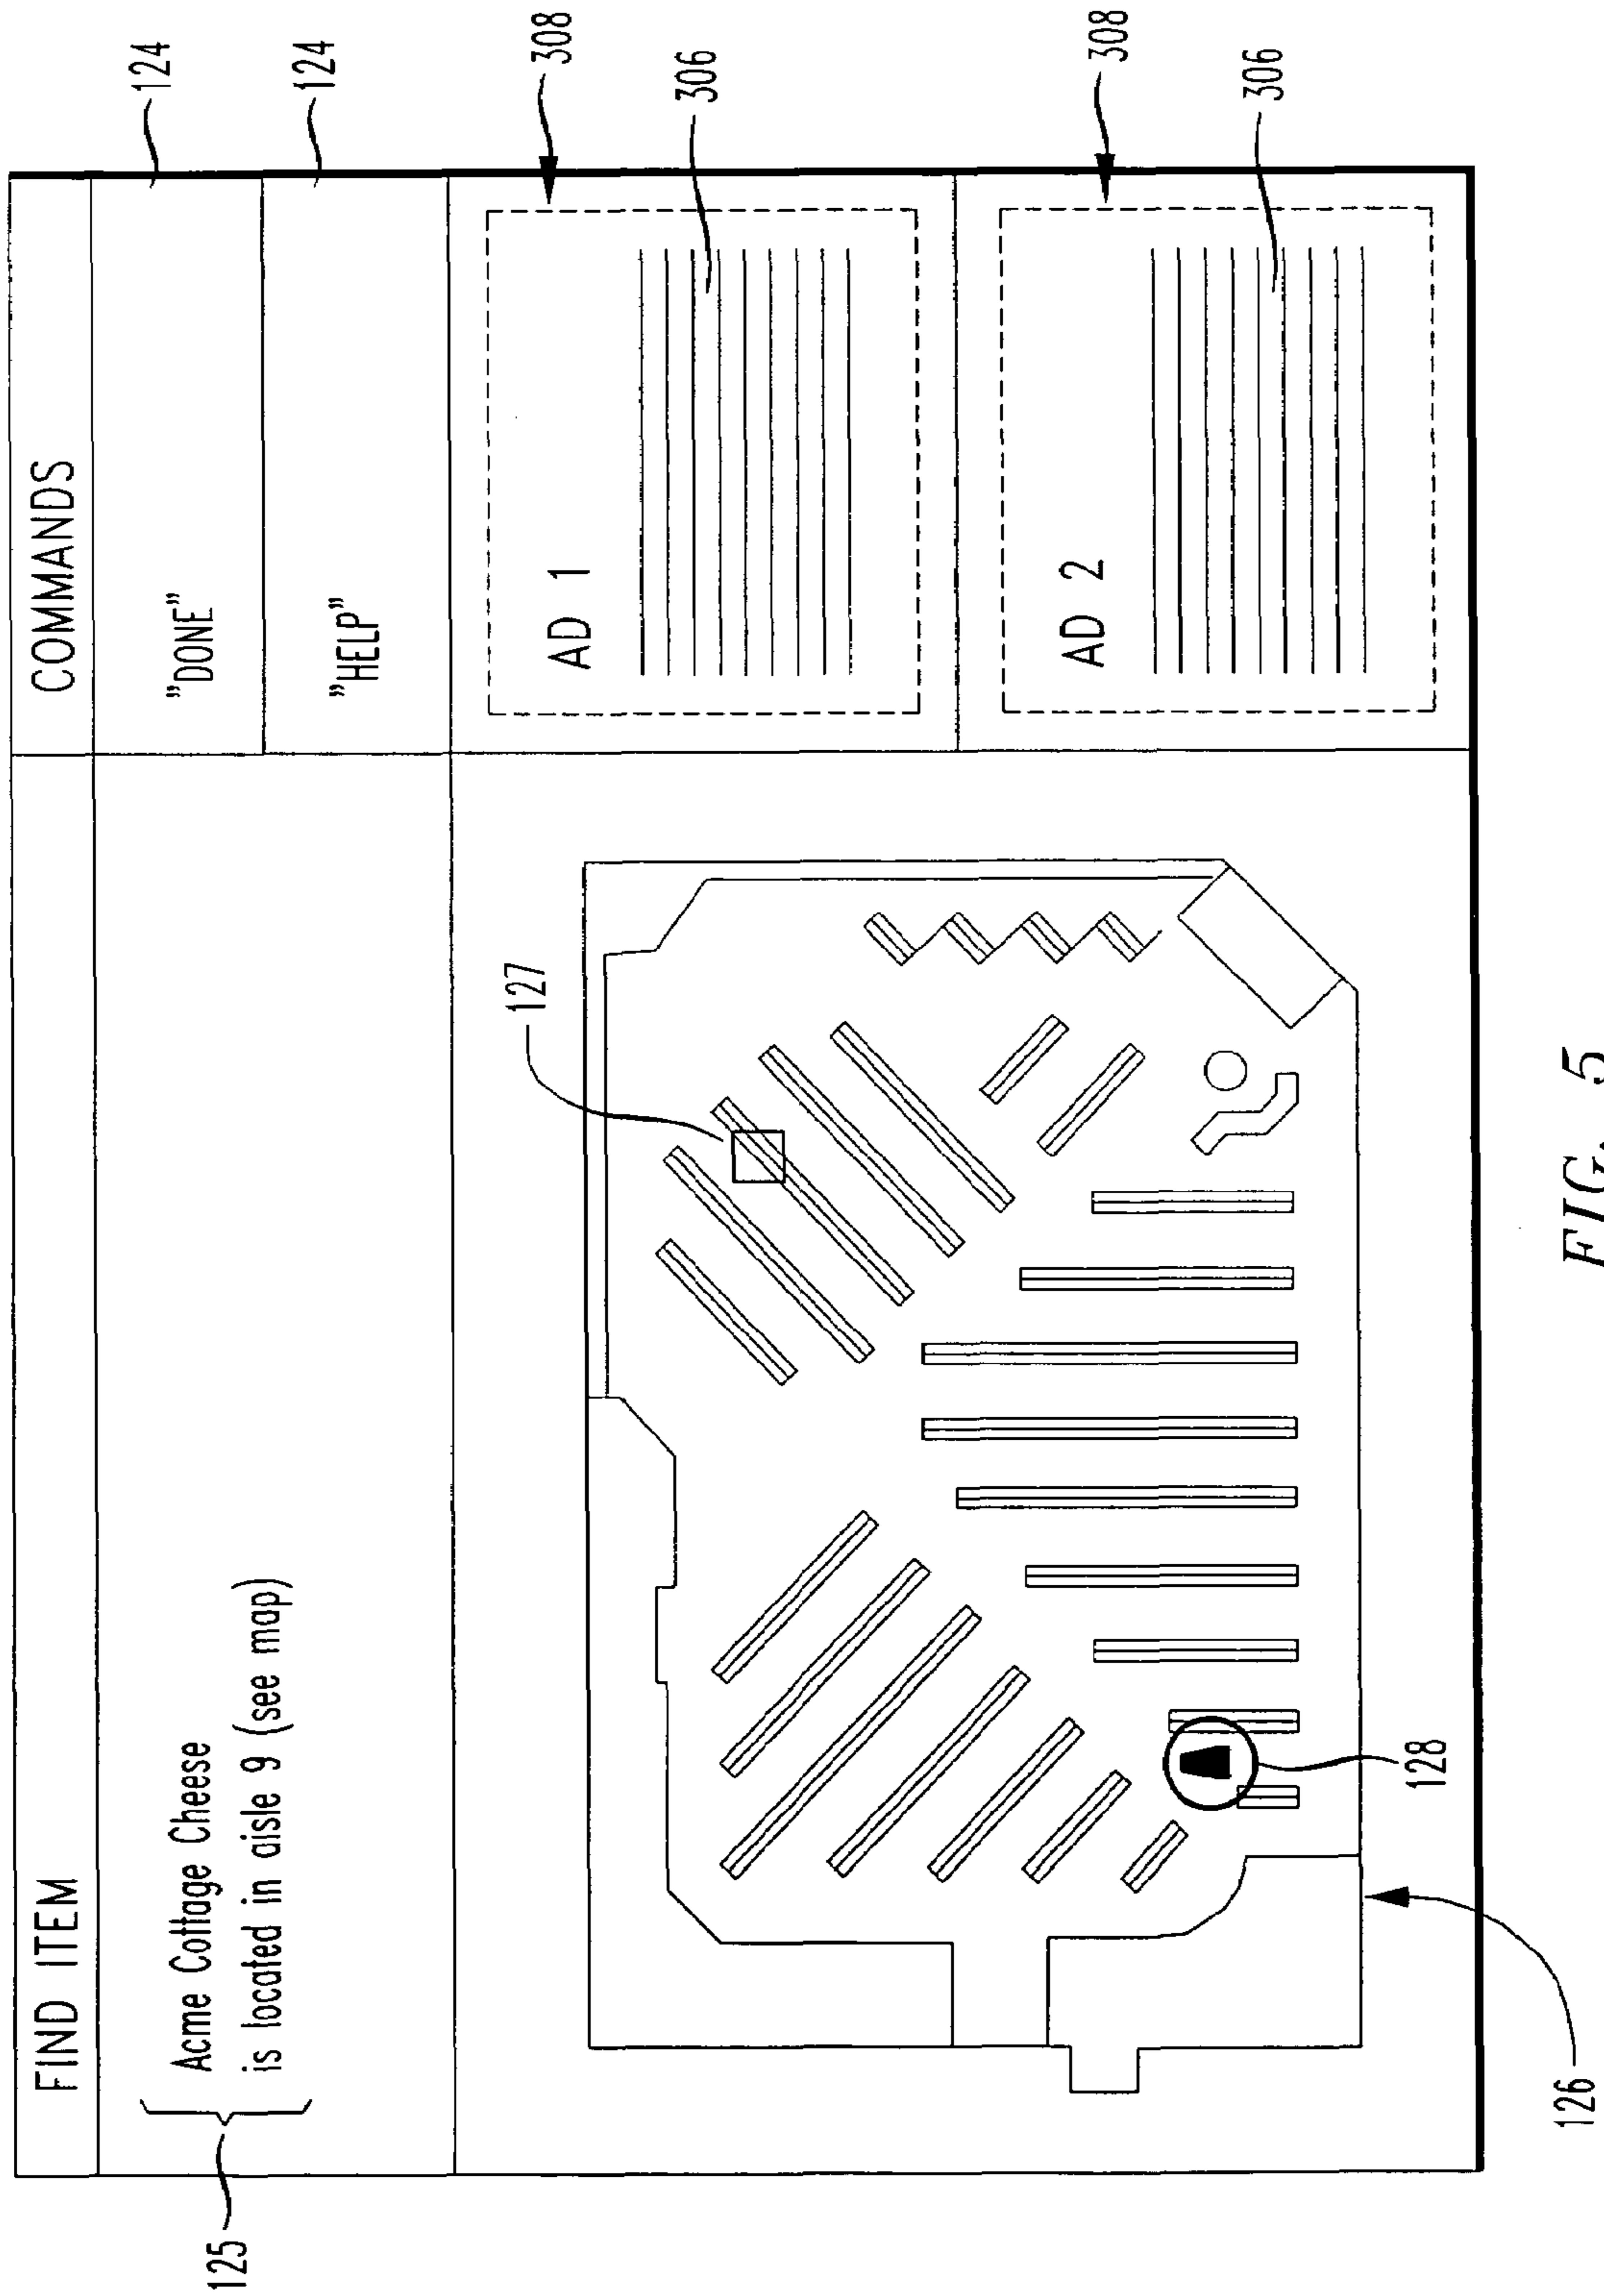 FIND ITEM
COMMANDS
125
Acme Cottage Cheese
is located in aisle 9 (see map)
"DONE"
124
"HELP"
124
127
AD 1
308
306
AD 2
308
306
128
126
FIG. 5